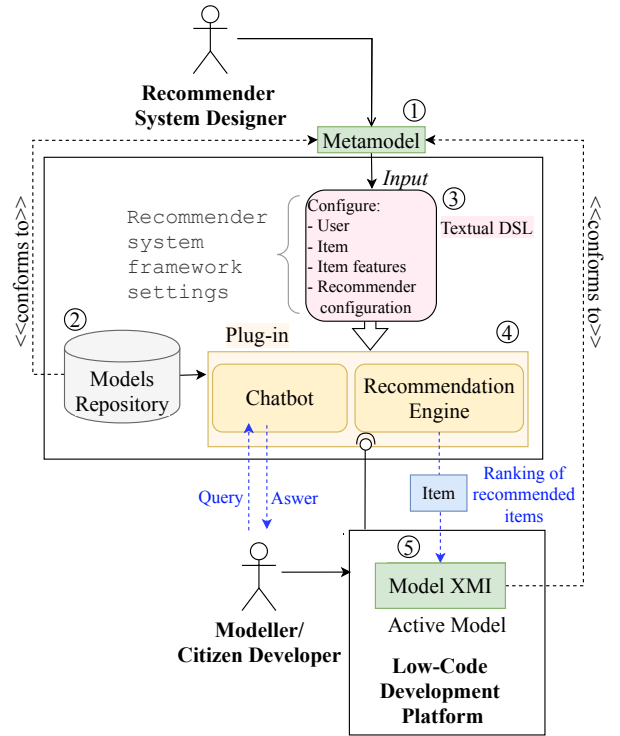 Recommender
System Designer
①
Metamodel
Input
③
Configure:
- User
- Item
- Item features
- Recommender
configuration
Textual DSL
Recommender
system
framework
settings
<<conforms to>>
<<conforms to>>
②
Models
Repository
Plug-in
④
Chatbot
Recommendation
Engine
Query
Aswer
Item
Ranking of
recommended
items
⑤
Model XMI
Active Model
Modeller/
Citizen Developer
Low-Code
Development
Platform